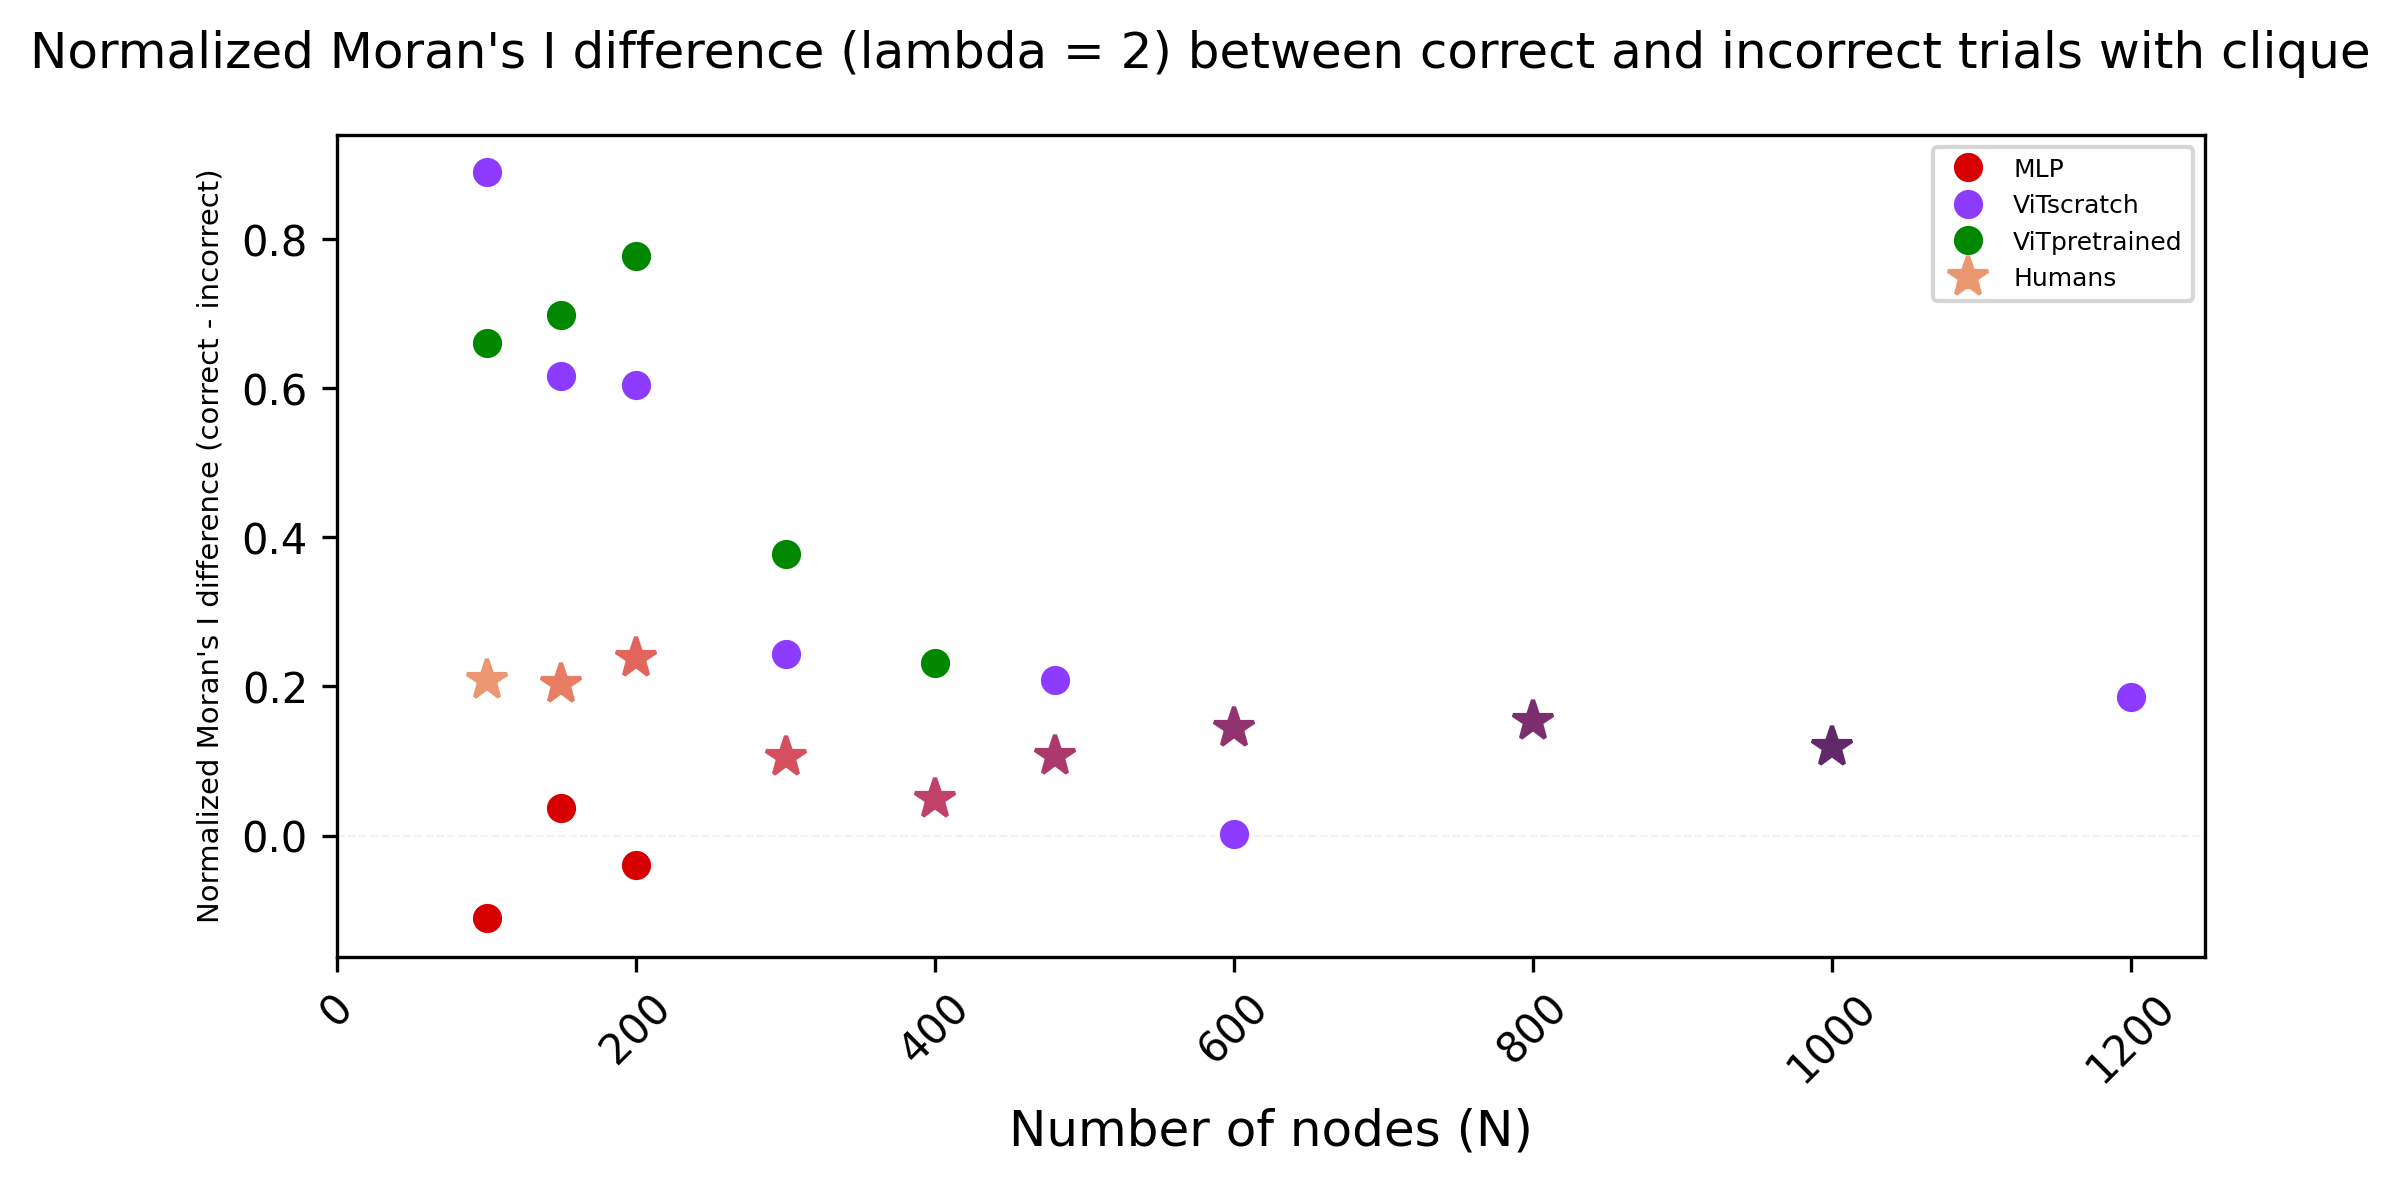 Normalized Moran's I difference (lambda = 2) between correct and incorrect trials with clique
Normalized Moran's I difference (correct - incorrect)
0.8
0.6
0.4
0.2
0.0
MLP
ViTscratch
ViTpretrained
Humans
0
200
400
600
800
1000
1200
Number of nodes (N)